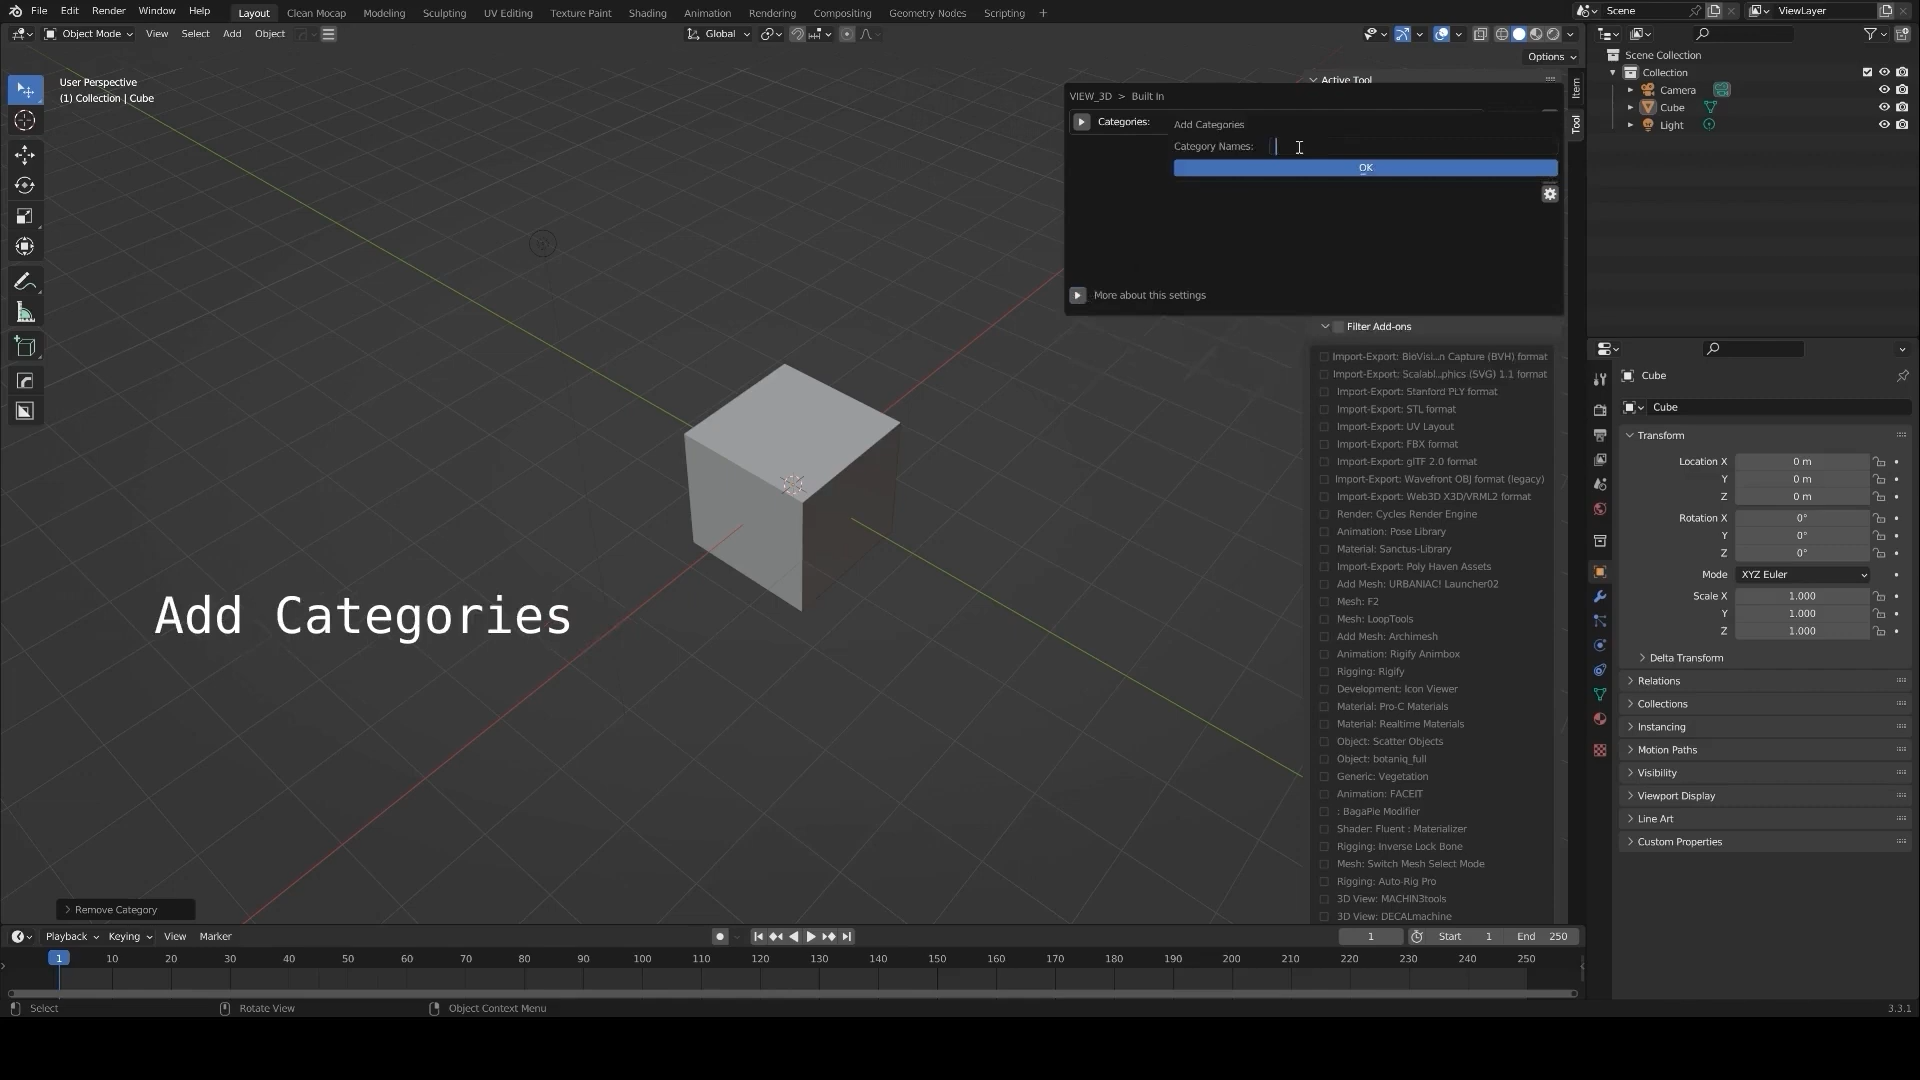 File Edit Render Window Help Layout Clean Mocap Modeling Sculpting UV Editing Texture Paint Shading Animation Rendering Compositing Geometry Nodes Scripting + Scene ViewLayer
Object Mode View Select Add Object Global
Options
User Perspective
(1) Collection | Cube
Active Tool
VIEW_3D > Built In
Categories:
Add Categories
Category Names:
OK
More about this settings
Item
Tool
Filter Add-ons
Import-Export: BioVisi...n Capture (BVH) format
Import-Export: Scalabl...phics (SVG) 1.1 format
Import-Export: Stanford PLY format
Import-Export: STL format
Import-Export: UV Layout
Import-Export: FBX format
Import-Export: glTF 2.0 format
Import-Export: Wavefront OBJ format (legacy)
Import-Export: Web3D X3D/VRML2 format
Render: Cycles Render Engine
Animation: Pose Library
Material: Sanctus-Library
Import-Export: Poly Haven Assets
Add Mesh: URBANIAC! Launcher02
Mesh: F2
Mesh: LoopTools
Add Mesh: Archimesh
Animation: Rigify Animbox
Rigging: Rigify
Development: Icon Viewer
Material: Pro-C Materials
Material: Realtime Materials
Object: Scatter Objects
Object: botaniq_full
Generic: Vegetation
Animation: FACEIT
: BagaPie Modifier
Shader: Fluent : Materializer
Rigging: Inverse Lock Bone
Mesh: Switch Mesh Select Mode
Rigging: Auto-Rig Pro
3D View: MACHIN3tools
3D View: DECALmachine
Add Categories
Remove Category
Scene Collection
Collection
Camera
Cube
Light
Cube
Cube
Transform
Location X 0 m
Y 0 m
Z 0 m
Rotation X 0°
Y 0°
Z 0°
Mode XYZ Euler
Scale X 1.000
Y 1.000
Z 1.000
Delta Transform
Relations
Collections
Instancing
Motion Paths
Visibility
Viewport Display
Line Art
Custom Properties
Playback Keying View Marker 1 Start 1 End 250
1 10 20 30 40 50 60 70 80 90 100 110 120 130 140 150 160 170 180 190 200 210 220 230 240 250
Select Rotate View Object Context Menu 3.3.1